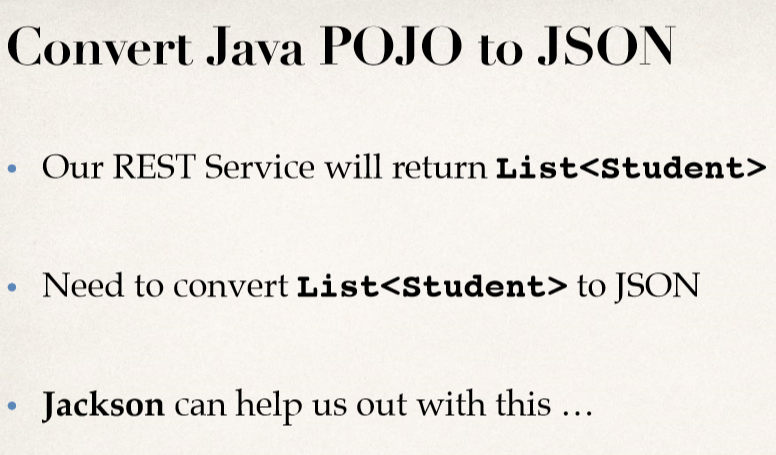 Convert Java POJO to JSON
• Our REST Service will return List<Student>
• Need to convert List<Student> to JSON
• Jackson can help us out with this …